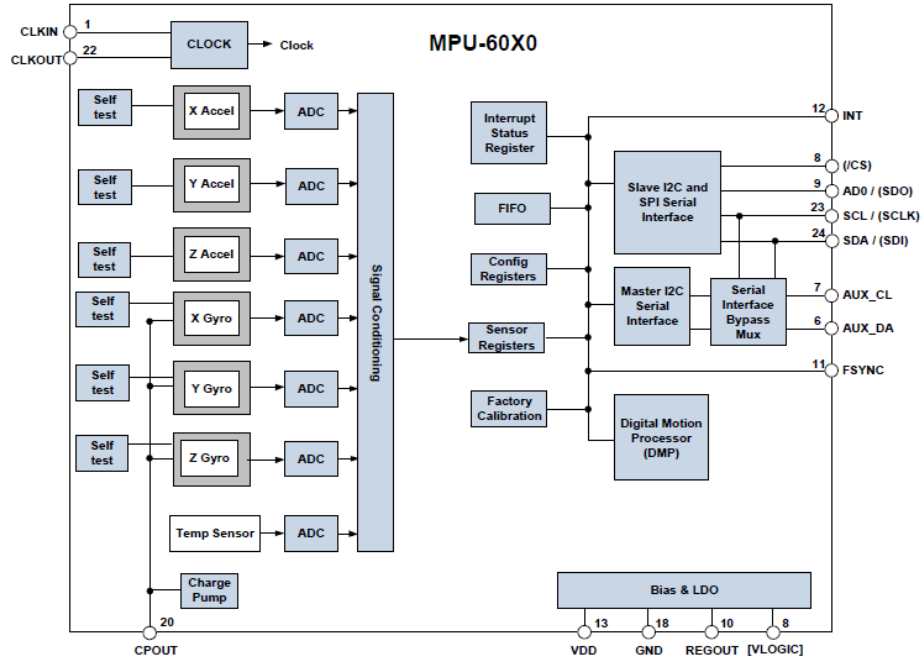 MPU-60X0
CLKIN
1
CLKOUT
22
CLOCK
Clock
Self
test
X Accel
ADC
Self
test
Y Accel
ADC
Self
test
Z Accel
ADC
Self
test
X Gyro
ADC
Self
test
Y Gyro
ADC
Self
test
Z Gyro
ADC
Temp Sensor
ADC
Charge
Pump
20
CPOUT
Signal Conditioning
Interrupt
Status
Register
FIFO
Config
Registers
Sensor
Registers
Factory
Calibration
Slave I2C and
SPI Serial
Interface
Master I2C
Serial
Interface
Serial
Interface
Bypass
Mux
Digital Motion
Processor
(DMP)
12
INT
8
(/CS)
9
AD0 / (SDO)
23
SCL / (SCLK)
24
SDA / (SDI)
7
AUX_CL
6
AUX_DA
11
FSYNC
Bias & LDO
13
VDD
18
GND
10
REGOUT
8
[VLOGIC]